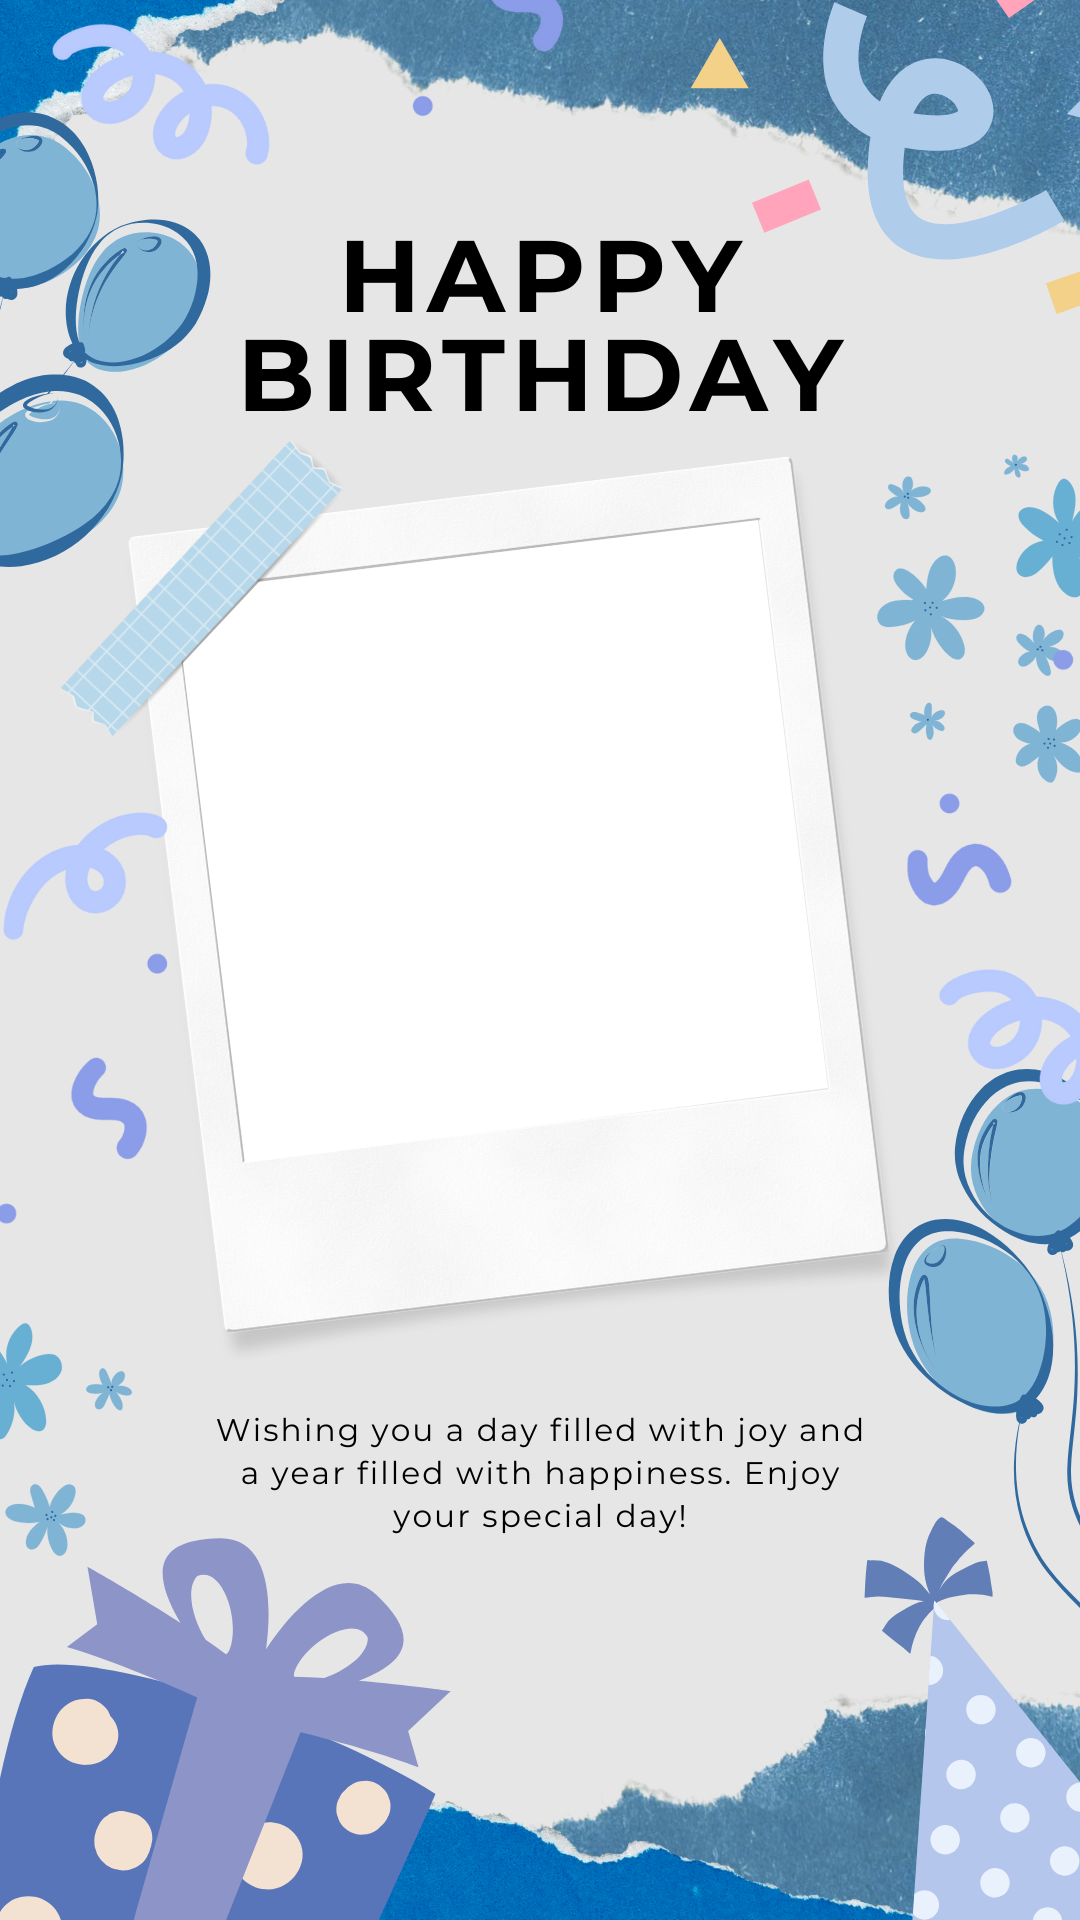 HAPPY
BIRTHDAY
Wishing you a day filled with joy and
a year filled with happiness. Enjoy
your special day!